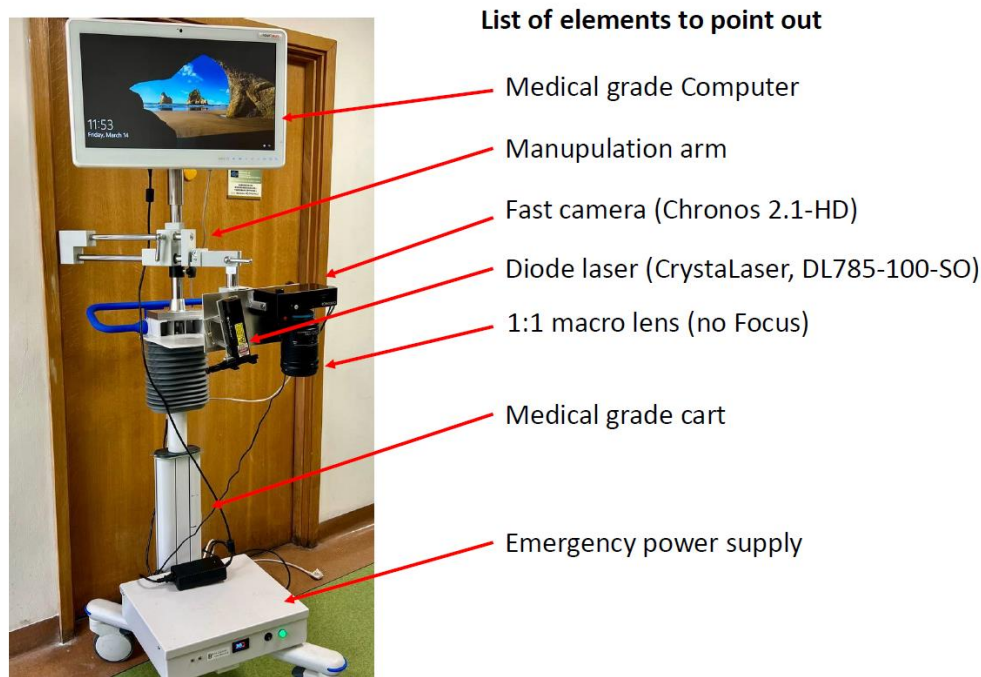 List of elements to point out
Medical grade Computer
Manupulation arm
Fast camera (Chronos 2.1-HD)
Diode laser (CrystaLaser, DL785-100-SO)
1:1 macro lens (no Focus)
Medical grade cart
Emergency power supply
11:53
Friday, March 14